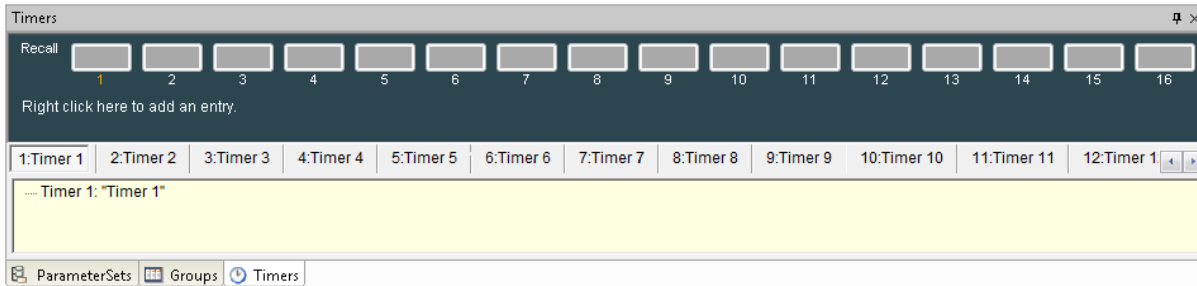 Timers
Recall
1 2 3 4 5 6 7 8 9 10 11 12 13 14 15 16
Right click here to add an entry.
1:Timer 1 2:Timer 2 3:Timer 3 4:Timer 4 5:Timer 5 6:Timer 6 7:Timer 7 8:Timer 8 9:Timer 9 10:Timer 10 11:Timer 11 12:Timer 1
Timer 1: "Timer 1"
ParameterSets Groups Timers